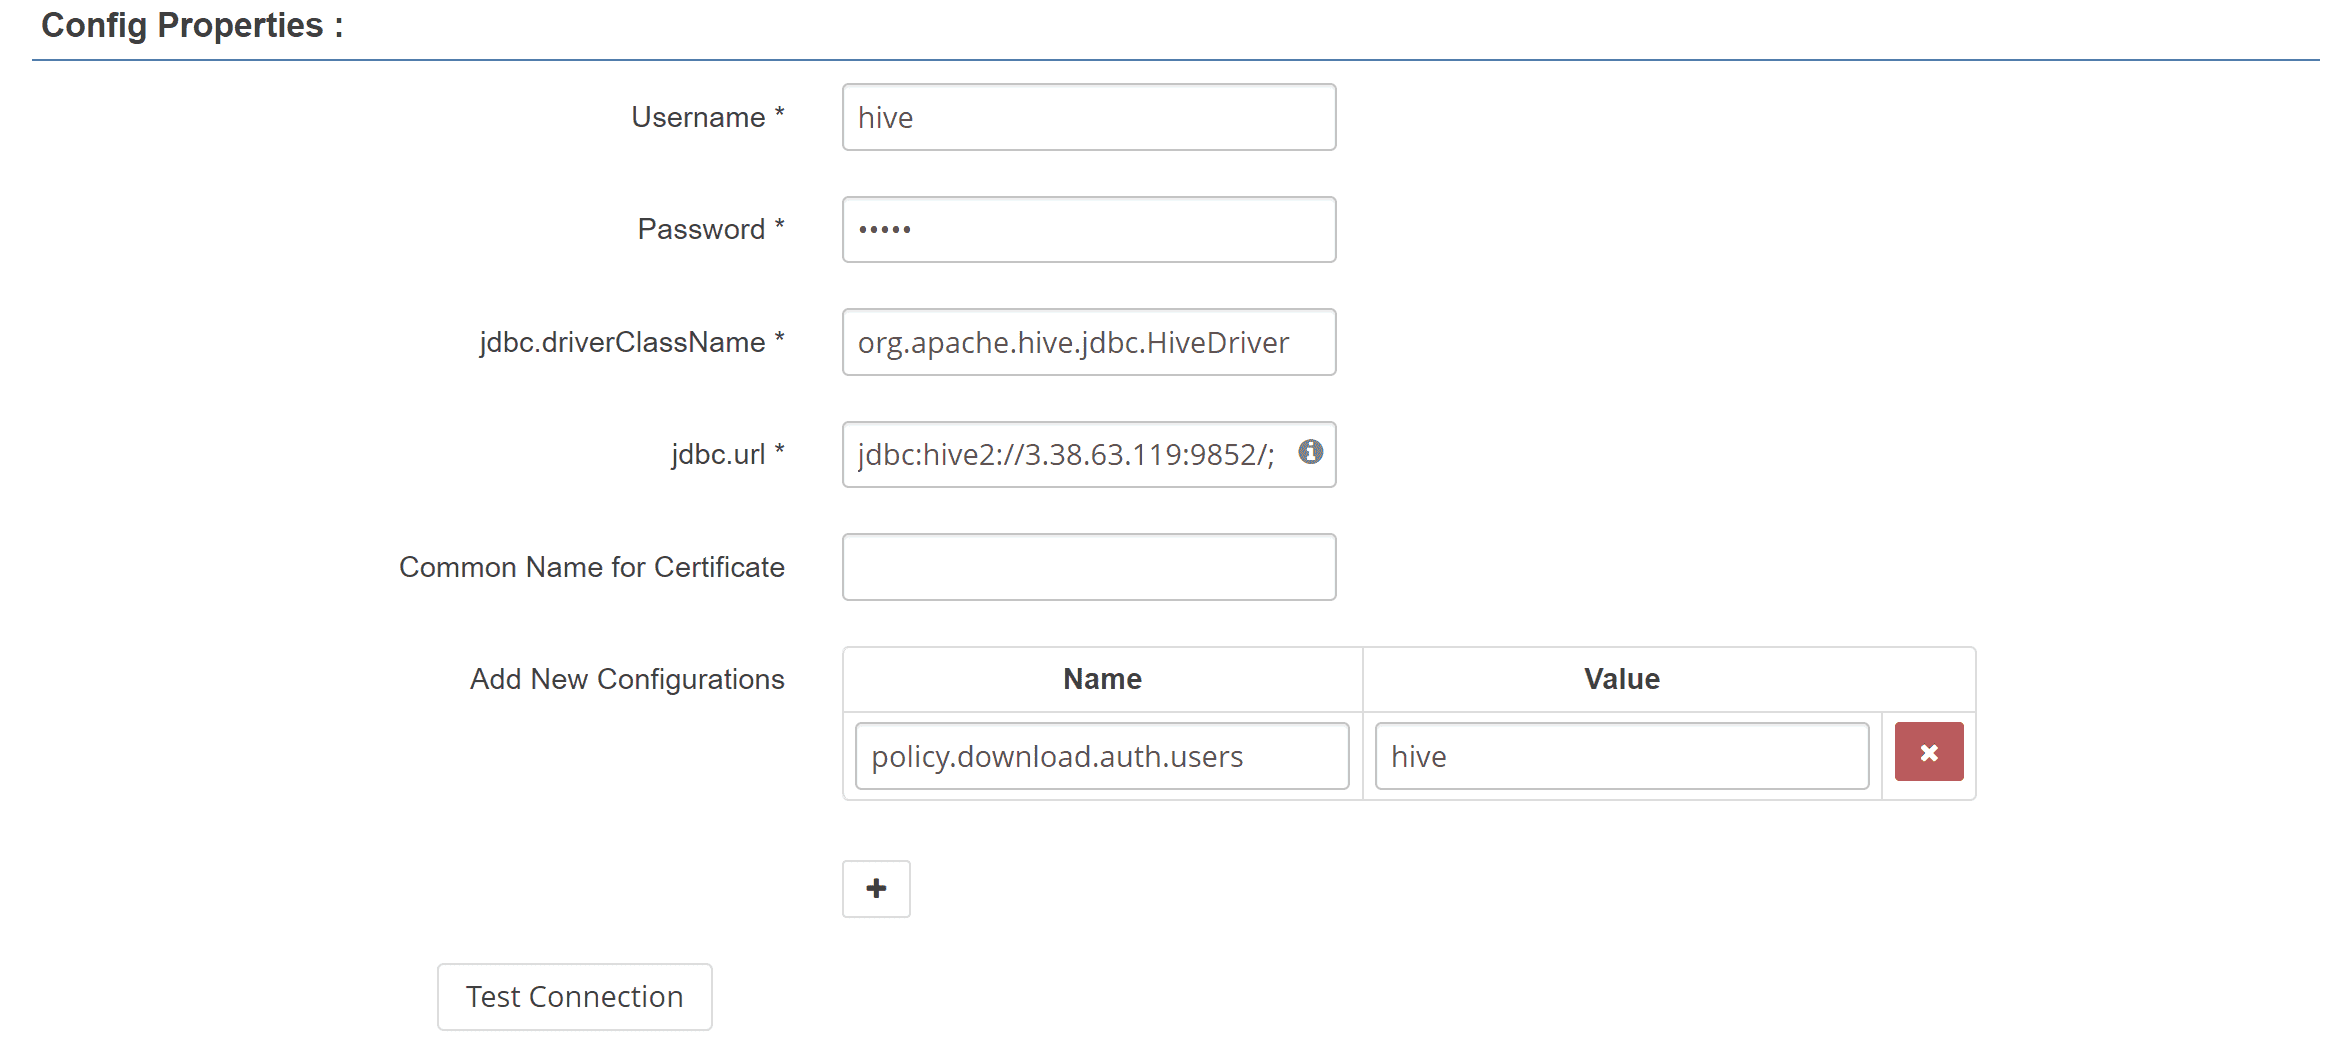 Config Properties :
Username *
hive
Password *
•••••
jdbc.driverClassName *
org.apache.hive.jdbc.HiveDriver
jdbc.url *
jdbc:hive2://3.38.63.119:9852/;
Common Name for Certificate
Add New Configurations
Name Value
policy.download.auth.users hive
Test Connection